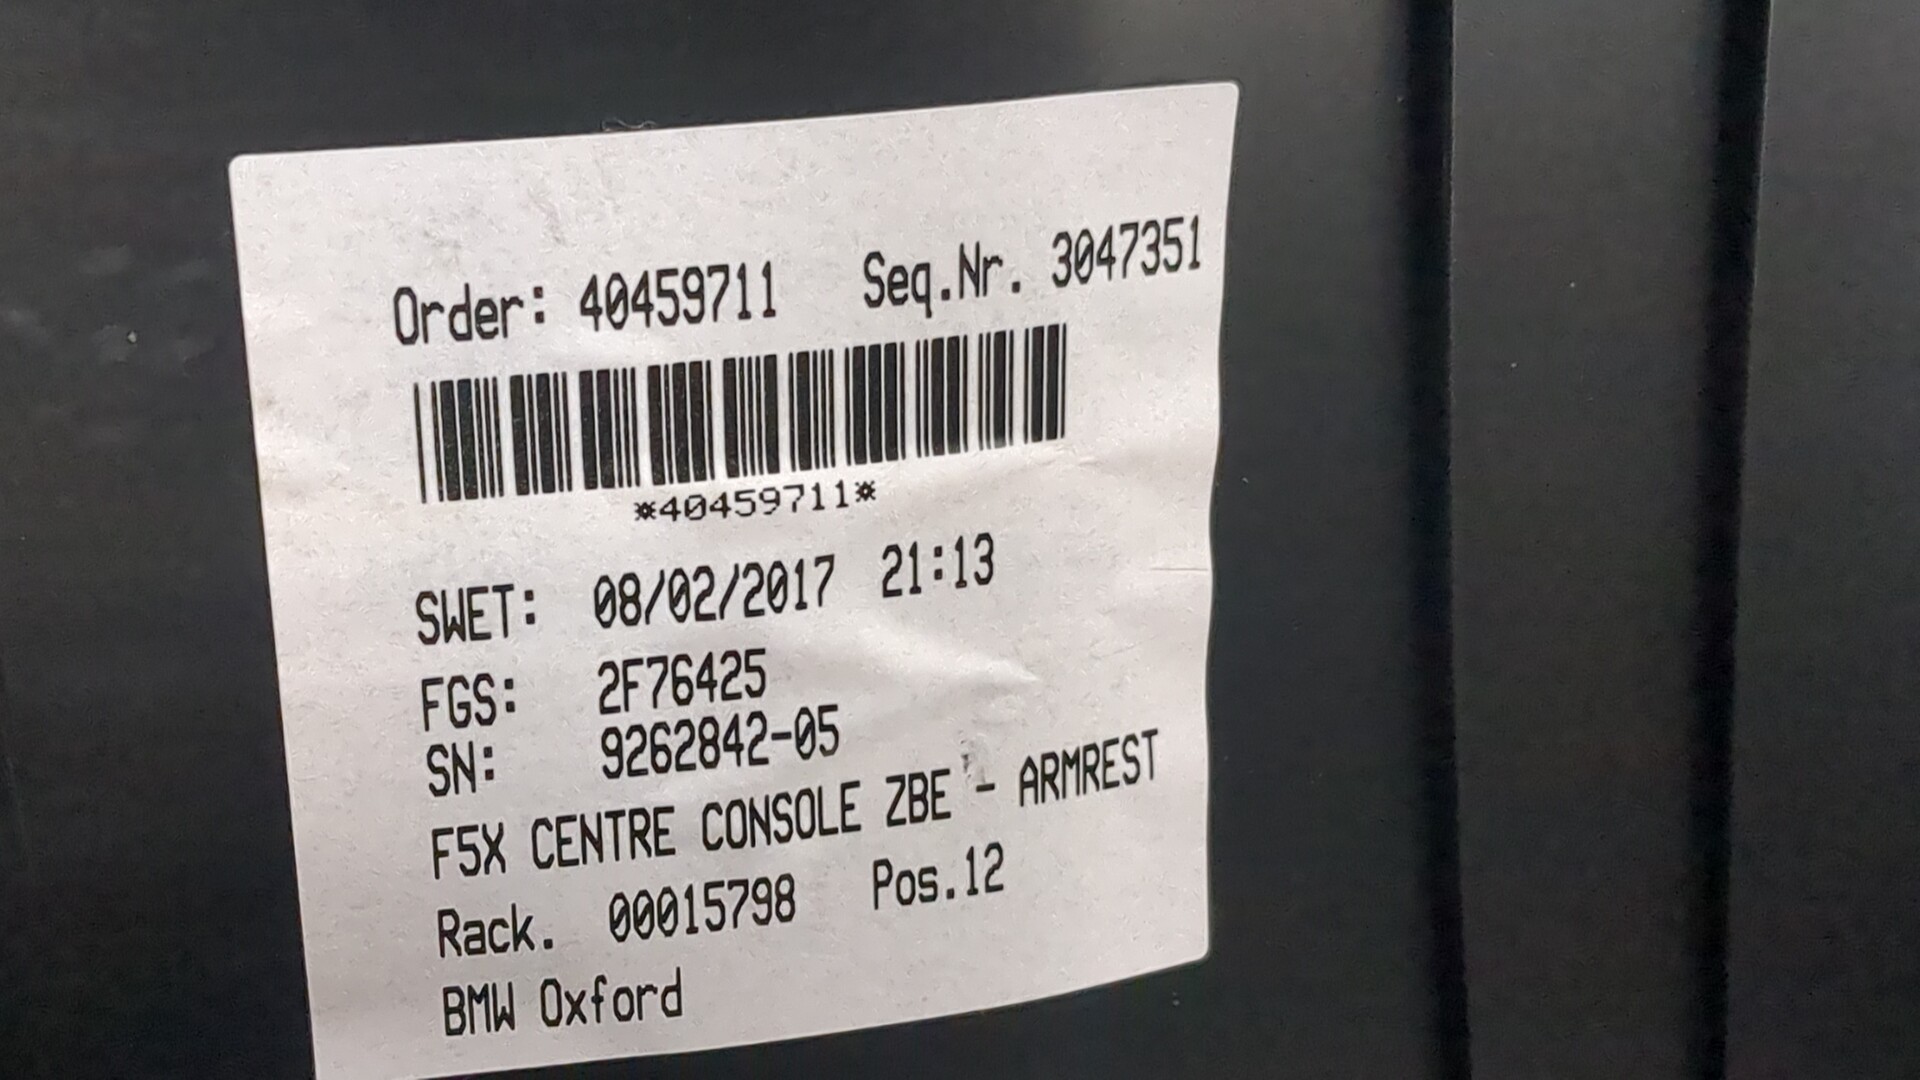 Order: 40459711 Seq.Nr. 3047351
*40459711*
SWET: 08/02/2017 21:13
FGS: 2F76425
SN: 9262842-05
F5X CENTRE CONSOLE ZBE - ARMREST
Rack. 00015798 Pos.12
BMW Oxford